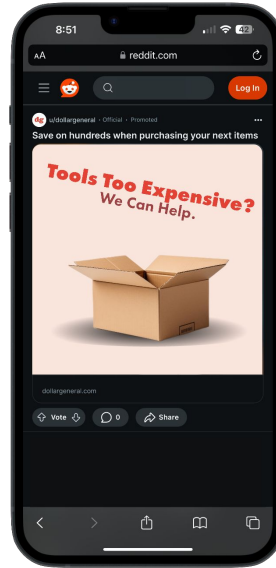 8:51
42
AA
reddit.com
Log In
dg
u/dollargeneral · Official · Promoted
Save on hundreds when purchasing your next items
Tools Too Expensive?
We Can Help.
dollargeneral.com
Vote
0
Share